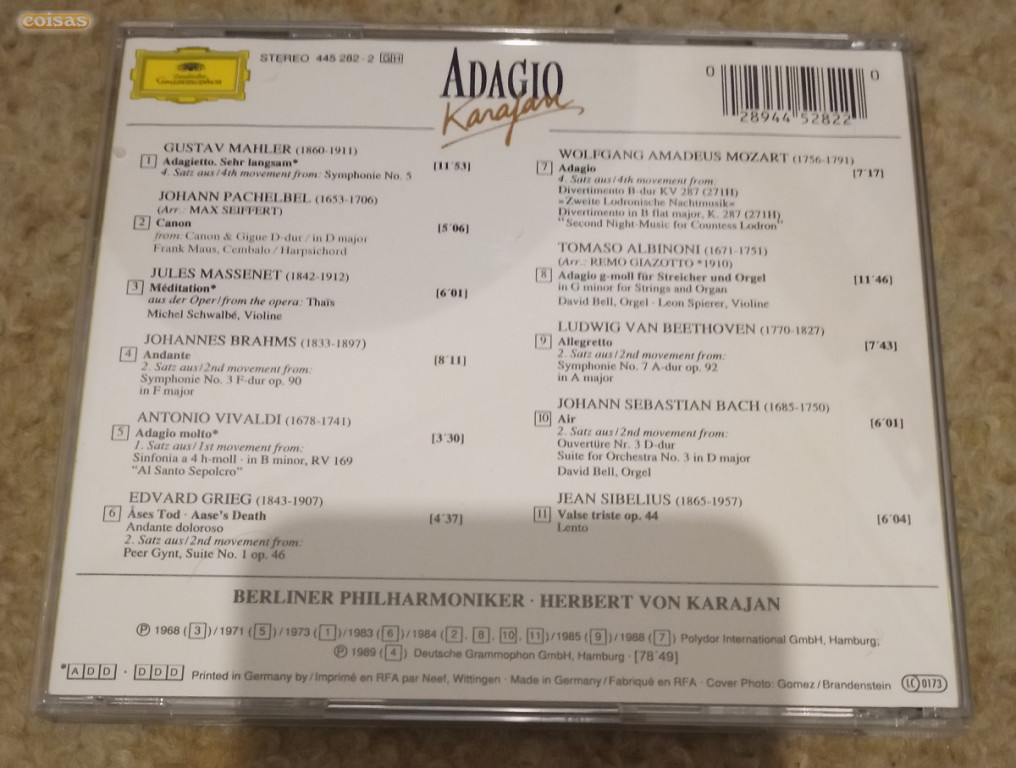 coisas
Deutsche
Grammophon
STEREO 445 282-2 GH
ADAGIO
Karajan
0 28944 52822 0
GUSTAV MAHLER (1860-1911)
1 Adagietto. Sehr langsam* [11´53]
4. Satz aus/4th movement from: Symphonie No. 5
JOHANN PACHELBEL (1653-1706)
(Arr.: MAX SEIFFERT)
2 Canon [5´06]
from: Canon & Gigue D-dur / in D major
Frank Maus, Cembalo / Harpsichord
JULES MASSENET (1842-1912)
3 Méditation* [6´01]
aus der Oper/from the opera: Thaïs
Michel Schwalbé, Violine
JOHANNES BRAHMS (1833-1897)
4 Andante [8´11]
2. Satz aus/2nd movement from:
Symphonie No. 3 F-dur op. 90
in F major
ANTONIO VIVALDI (1678-1741)
5 Adagio molto* [3´30]
1. Satz aus/1st movement from:
Sinfonia a 4 h-moll · in B minor, RV 169
"Al Santo Sepolcro"
EDVARD GRIEG (1843-1907)
6 Åses Tod · Aase's Death [4´37]
Andante doloroso
2. Satz aus/2nd movement from:
Peer Gynt, Suite No. 1 op. 46
WOLFGANG AMADEUS MOZART (1756-1791)
7 Adagio [7´17]
4. Satz aus/4th movement from:
Divertimento B-dur KV 287 (271H)
»Zweite Lodronische Nachtmusik«
Divertimento in B flat major, K. 287 (271H)
"Second Night-Music for Countess Lodron"
TOMASO ALBINONI (1671-1751)
(Arr.: REMO GIAZOTTO *1910)
8 Adagio g-moll für Streicher und Orgel [11´46]
in G minor for Strings and Organ
David Bell, Orgel · Leon Spierer, Violine
LUDWIG VAN BEETHOVEN (1770-1827)
9 Allegretto [7´43]
2. Satz aus/2nd movement from:
Symphonie No. 7 A-dur op. 92
in A major
JOHANN SEBASTIAN BACH (1685-1750)
10 Air [6´01]
2. Satz aus/2nd movement from:
Ouvertüre Nr. 3 D-dur
Suite for Orchestra No. 3 in D major
David Bell, Orgel
JEAN SIBELIUS (1865-1957)
11 Valse triste op. 44 [6´04]
Lento
BERLINER PHILHARMONIKER · HERBERT VON KARAJAN
℗ 1968 (3)/1971 (5)/1973 (1)/1983 (6)/1984 (2, 8, 10, 11)/1985 (9)/1988 (7) Polydor International GmbH, Hamburg;
℗ 1989 (4) Deutsche Grammophon GmbH, Hamburg · [78´49]
*ADD · DDD Printed in Germany by/Imprimé en RFA par Neef, Wittingen · Made in Germany/Fabriqué en RFA · Cover Photo: Gomez/Brandenstein LC 0173